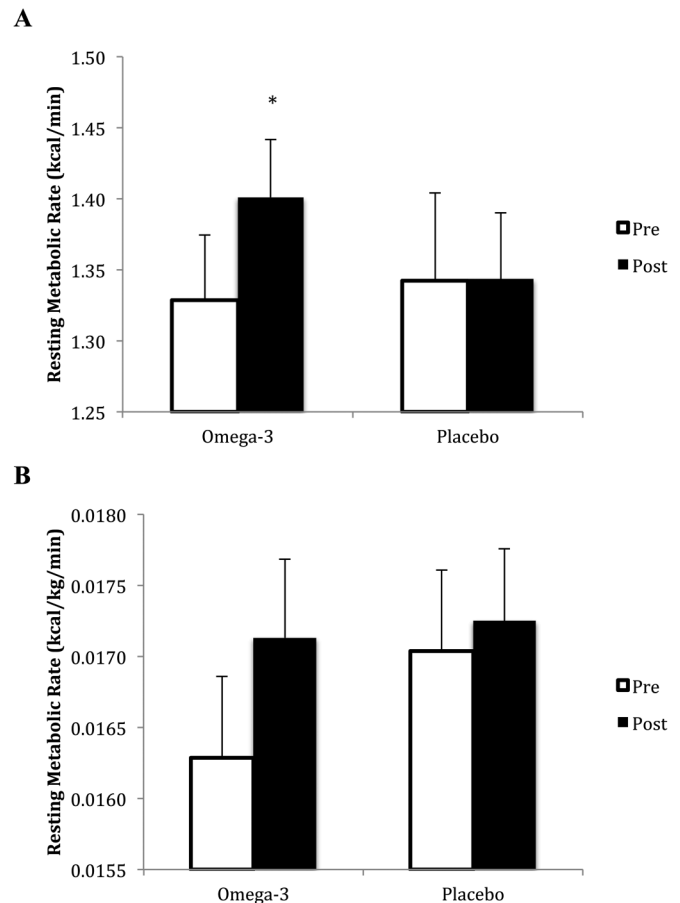 A
Resting Metabolic Rate (kcal/min)
1.50
1.45
1.40
1.35
1.30
1.25
*
Omega-3
Placebo
Pre
Post
B
Resting Metabolic Rate (kcal/kg/min)
0.0180
0.0175
0.0170
0.0165
0.0160
0.0155
Omega-3
Placebo
Pre
Post